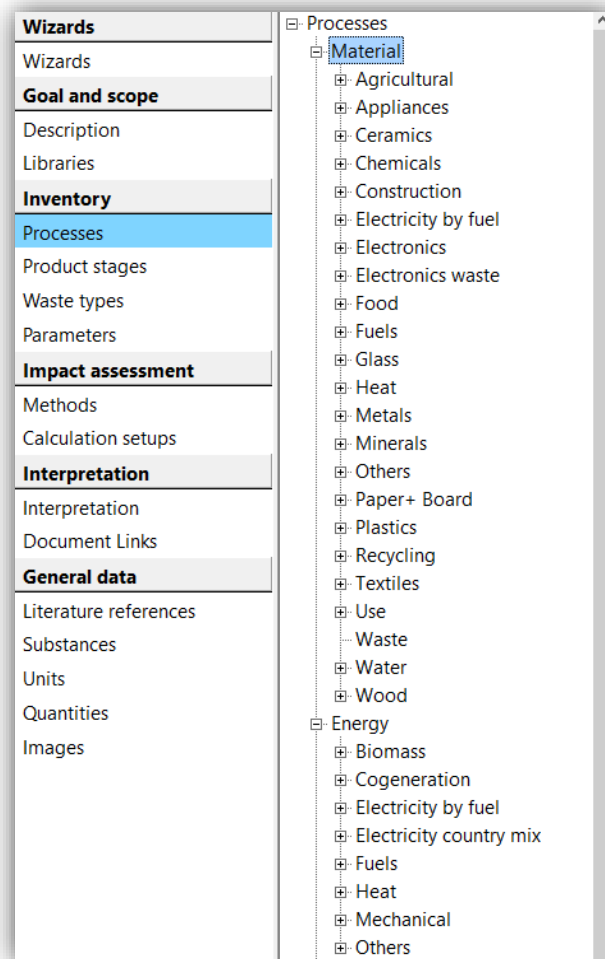 Wizards
Wizards
Goal and scope
Description
Libraries
Inventory
Processes
Product stages
Waste types
Parameters
Impact assessment
Methods
Calculation setups
Interpretation
Interpretation
Document Links
General data
Literature references
Substances
Units
Quantities
Images
Processes
Material
Agricultural
Appliances
Ceramics
Chemicals
Construction
Electricity by fuel
Electronics
Electronics waste
Food
Fuels
Glass
Heat
Metals
Minerals
Others
Paper+ Board
Plastics
Recycling
Textiles
Use
Waste
Water
Wood
Energy
Biomass
Cogeneration
Electricity by fuel
Electricity country mix
Fuels
Heat
Mechanical
Others